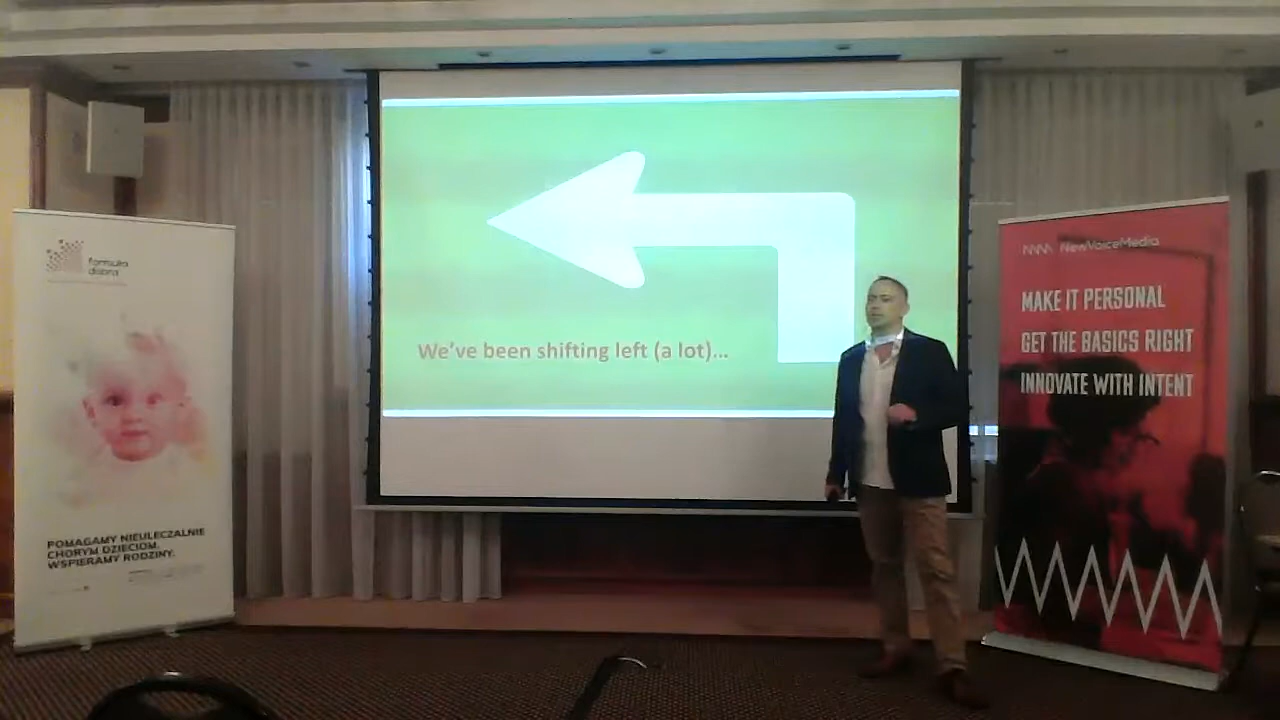 formuła
dobra
POMAGAMY NIEULECZALNIE
CHORYM DZIECIOM.
WSPIERAMY RODZINY.
We've been shifting left (a lot)...
NewVoiceMedia
MAKE IT PERSONAL
GET THE BASICS RIGHT
INNOVATE WITH INTENT